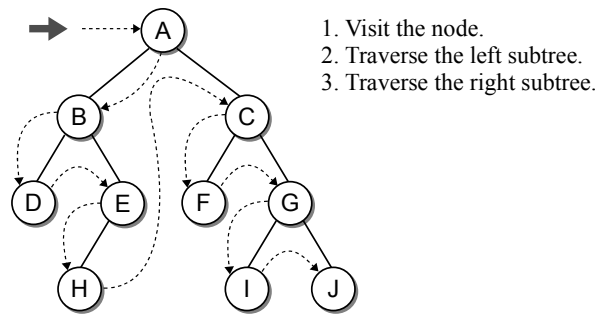 A
1. Visit the node.
2. Traverse the left subtree.
3. Traverse the right subtree.
B
C
D
E
F
G
H
I
J